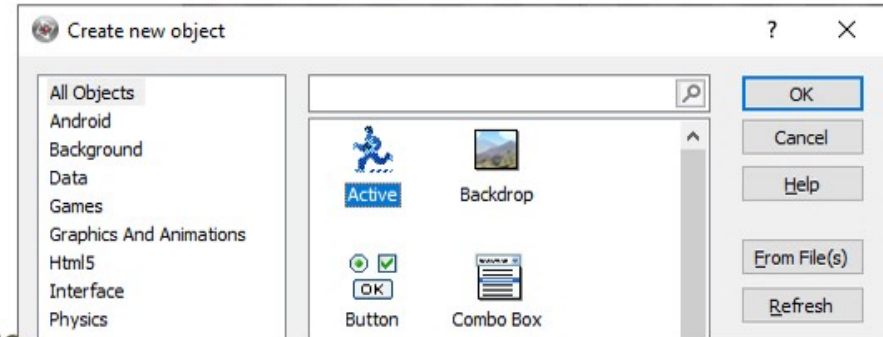 Create new object
?
All Objects
Android
Background
Data
Games
Graphics And Animations
Html5
Interface
Physics
Active
Backdrop
OK
Button
Combo Box
OK
Cancel
Help
From File(s)
Refresh